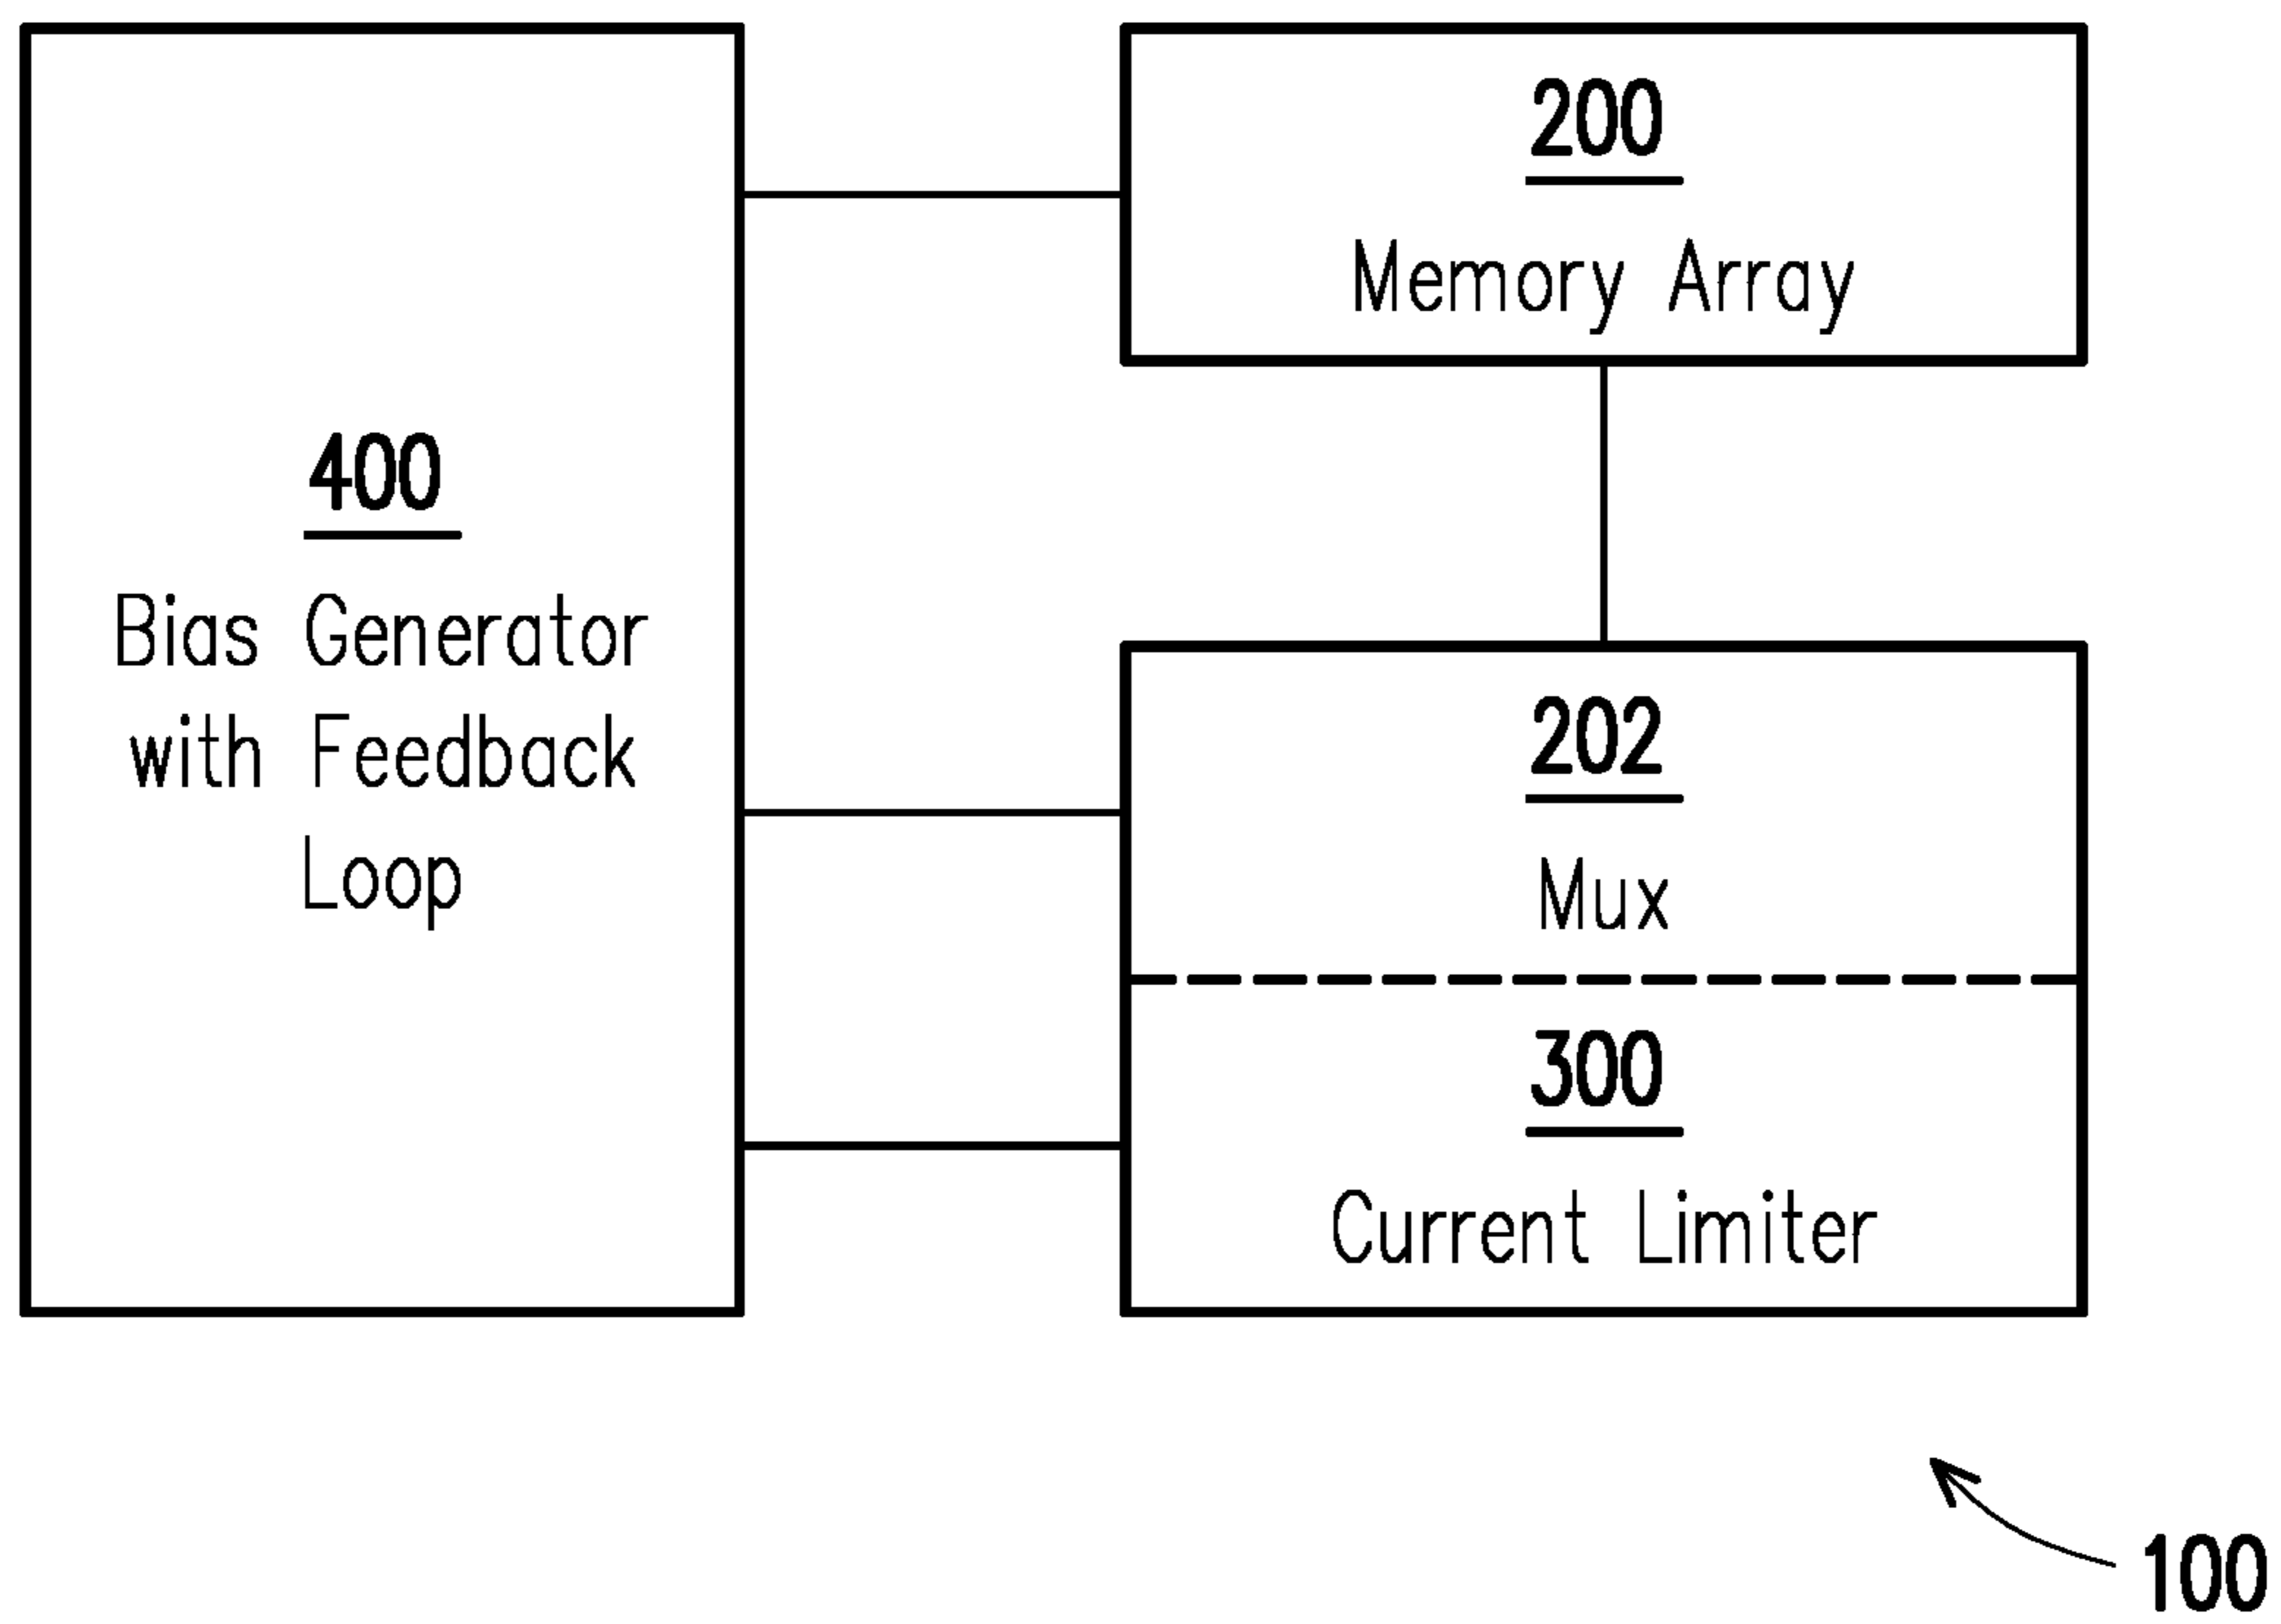 400
Bias Generator
with Feedback
Loop
200
Memory Array
202
Mux
300
Current Limiter
100